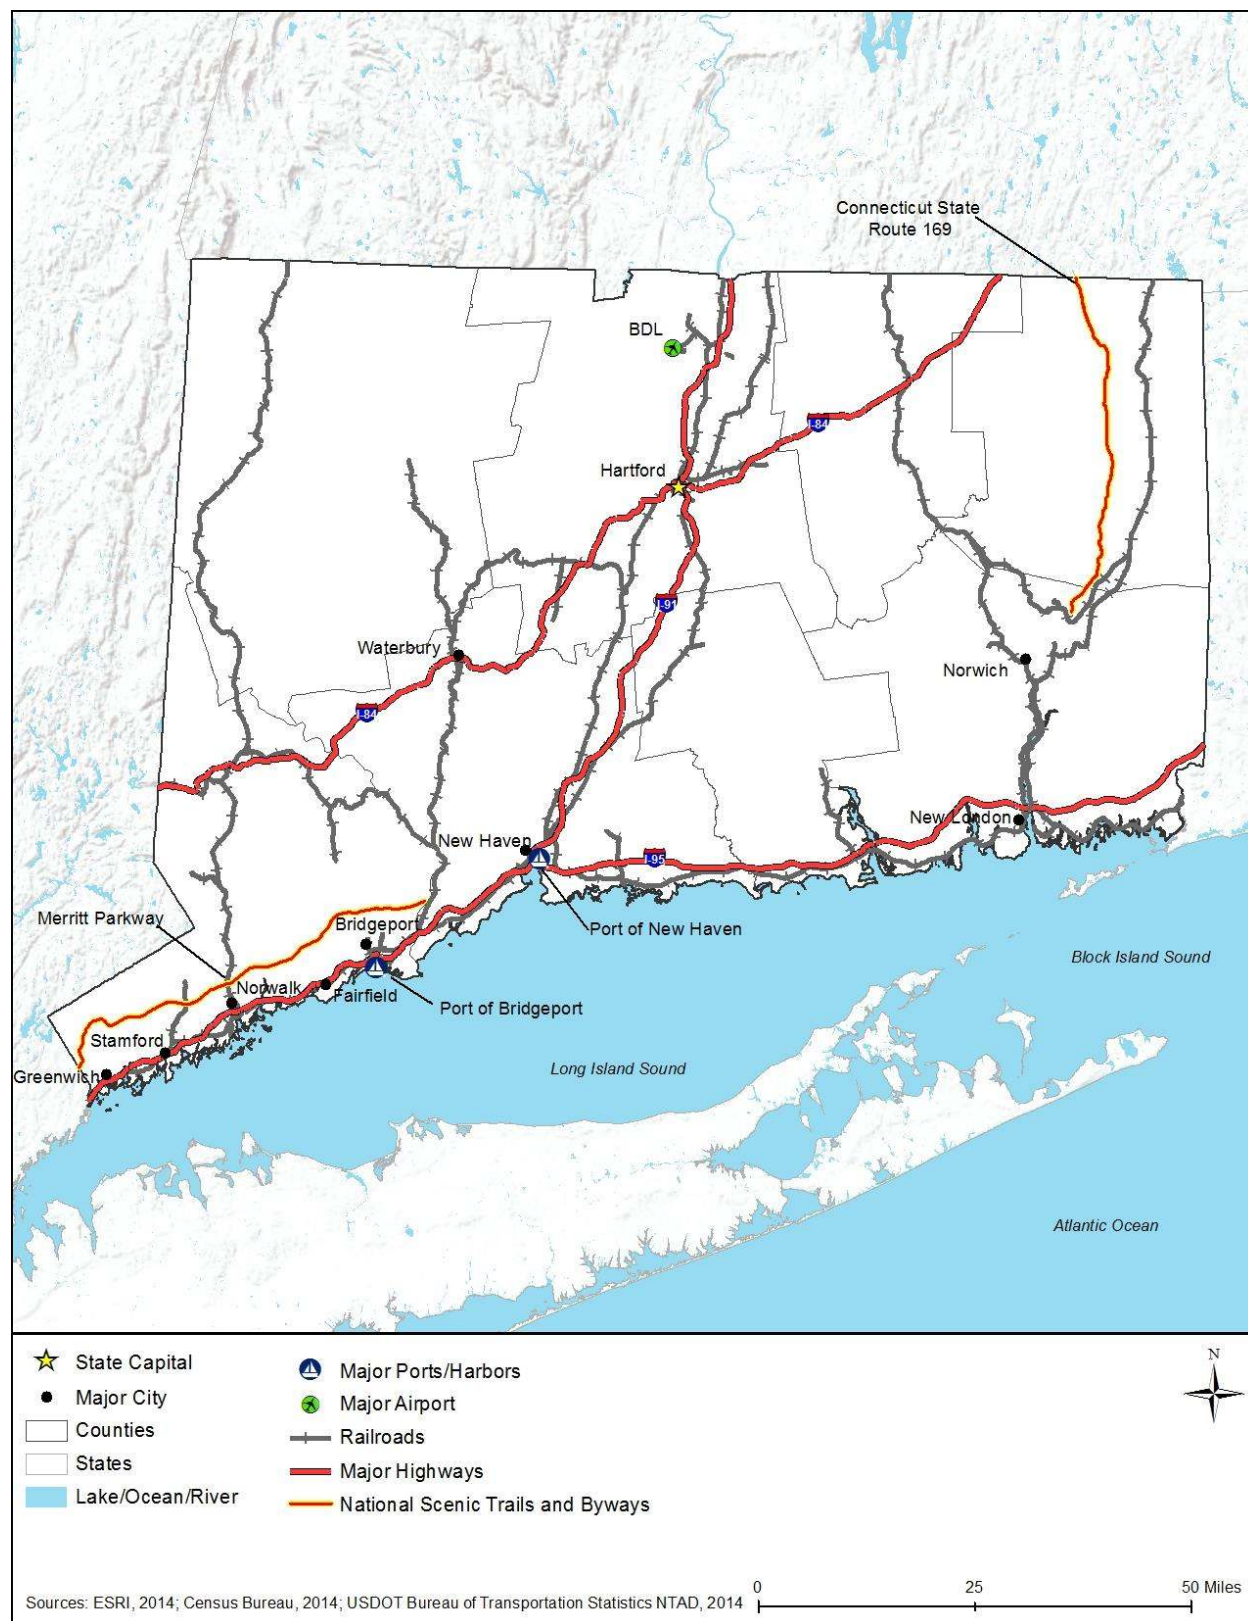 Connecticut State
Route 169
BDL
I-84
Hartford
I-91
Waterbury
Norwich
I-84
New London
New Haven
I-95
Merritt Parkway
Bridgeport
Port of New Haven
Block Island Sound
Norwalk
Fairfield
Port of Bridgeport
Stamford
Long Island Sound
Greenwich
Atlantic Ocean
State Capital
Major City
Counties
States
Lake/Ocean/River
Major Ports/Harbors
Major Airport
Railroads
Major Highways
National Scenic Trails and Byways
N
0 25 50 Miles
Sources: ESRI, 2014; Census Bureau, 2014; USDOT Bureau of Transportation Statistics NTAD, 2014